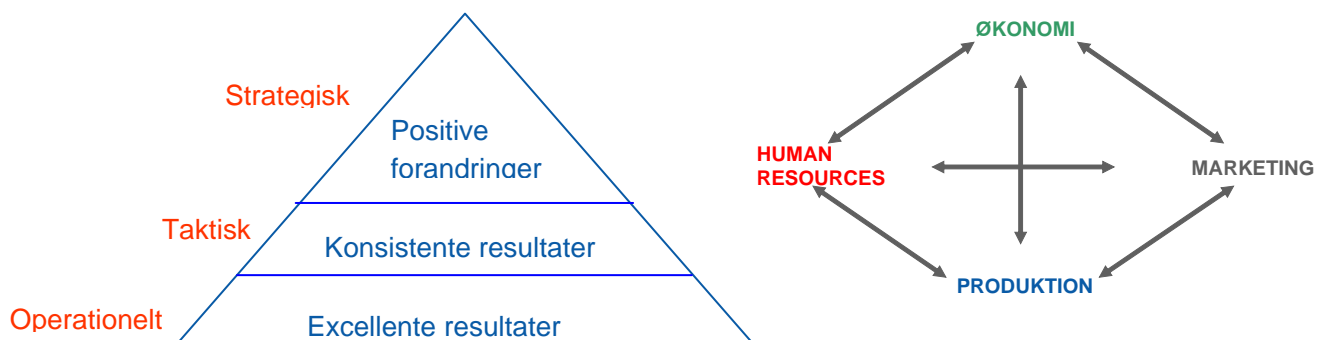 Strategisk
Positive
forandringer
Taktisk
Konsistente resultater
Operationelt
Excellente resultater
ØKONOMI
HUMAN
RESOURCES
MARKETING
PRODUKTION